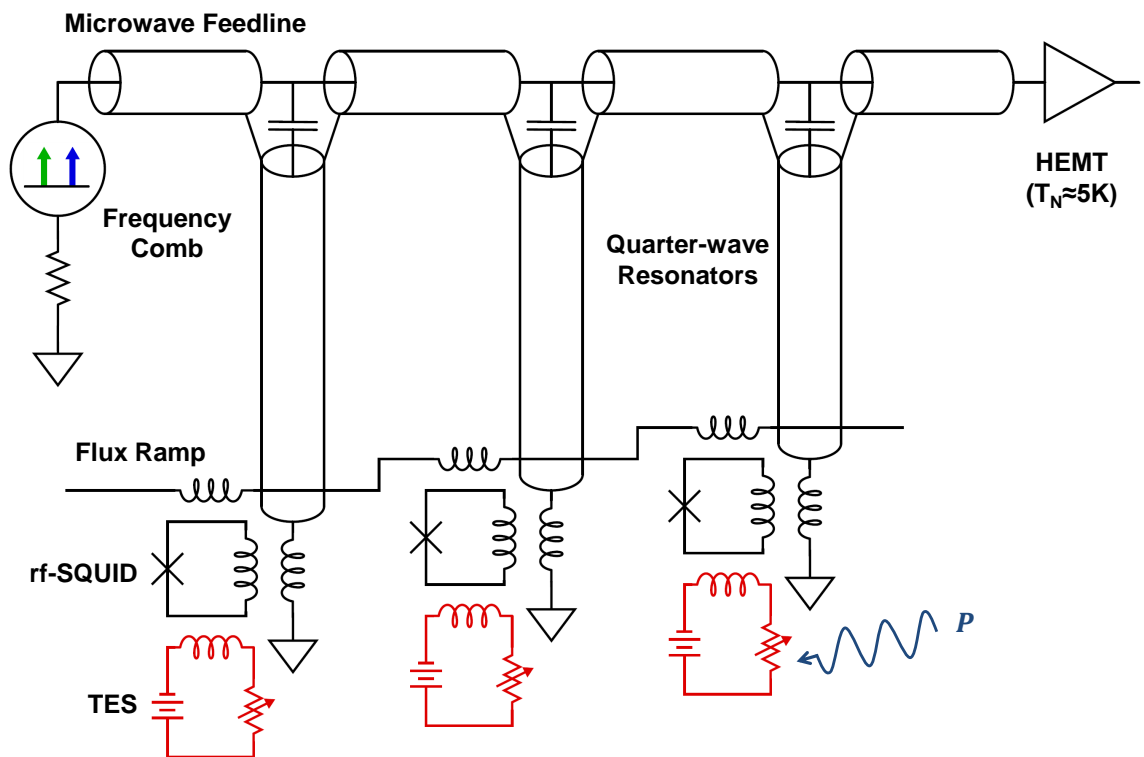 Microwave Feedline
HEMT
(T_N≈5K)
Frequency
Comb
Quarter-wave
Resonators
Flux Ramp
rf-SQUID
P
TES